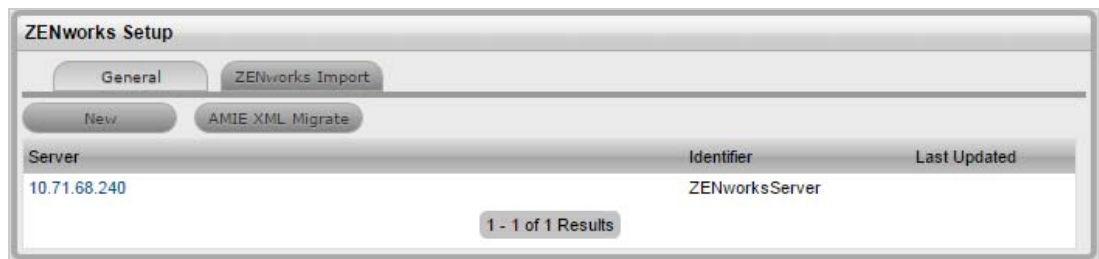 ZENworks Setup
General ZENworks Import
New AMIE XML Migrate
Server Identifier Last Updated
10.71.68.240 ZENworksServer
1 - 1 of 1 Results